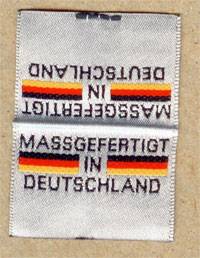 MASSGEFERTIGT
IN
DEUTSCHLAND
MASSGEFERTIGT
IN
DEUTSCHLAND